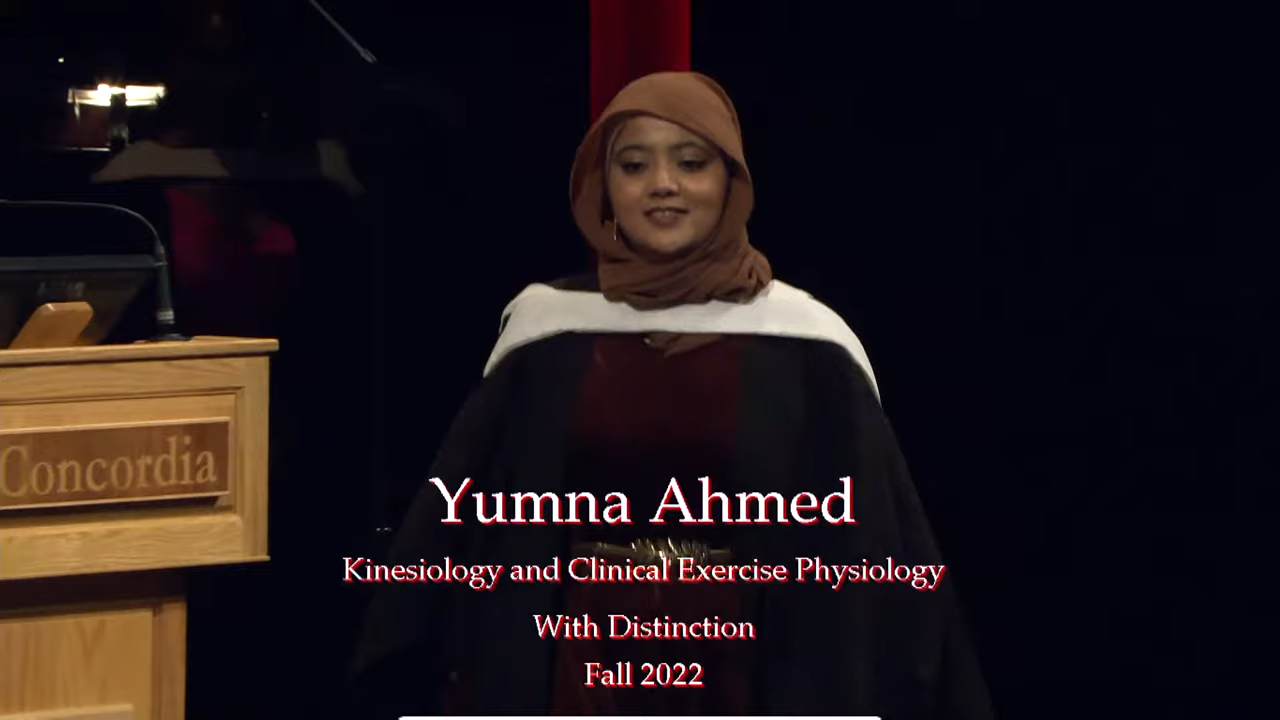 Concordia
Yumna Ahmed
Kinesiology and Clinical Exercise Physiology
With Distinction
Fall 2022